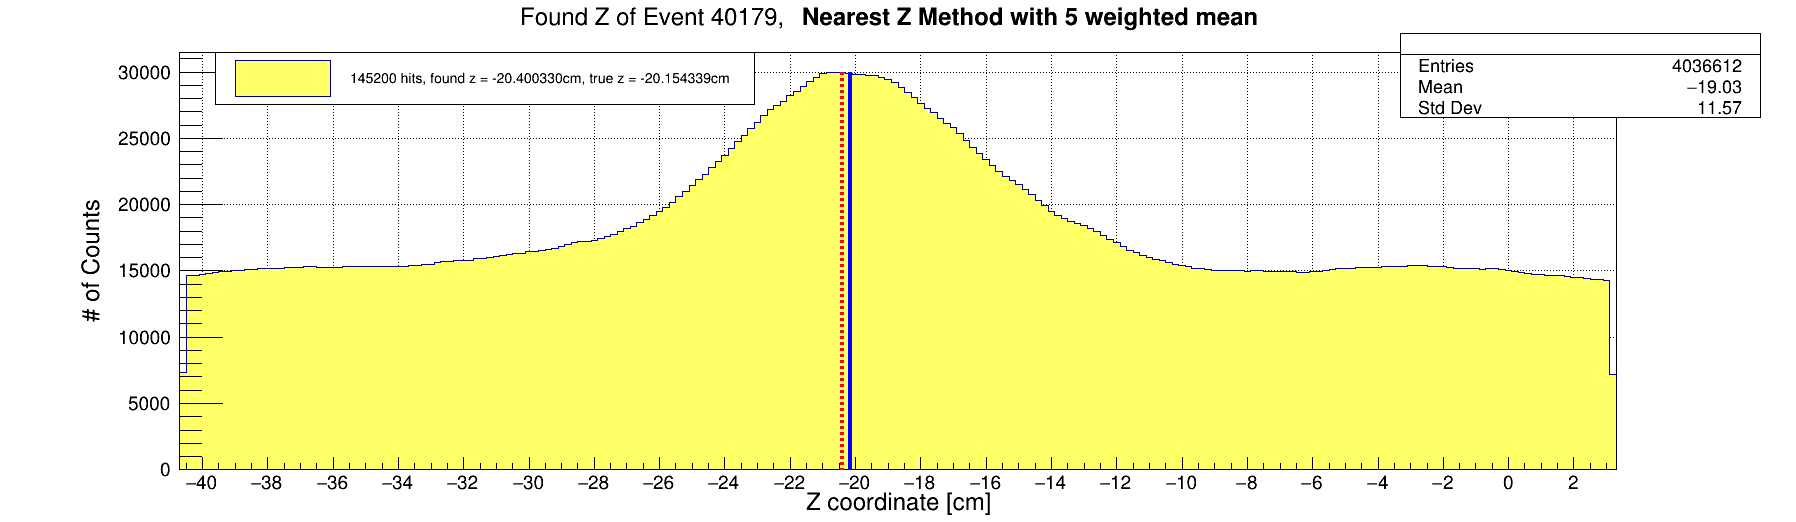 Found Z of Event 40179, Nearest Z Method with 5 weighted mean
145200 hits, found z = -20.400330cm, true z = -20.154339cm
Entries 4036612
Mean −19.03
Std Dev 11.57
30000
25000
20000
15000
10000
5000
0
# of Counts
−40 −38 −36 −34 −32 −30 −28 −26 −24 −22 −20 −18 −16 −14 −12 −10 −8 −6 −4 −2 0 2
Z coordinate [cm]